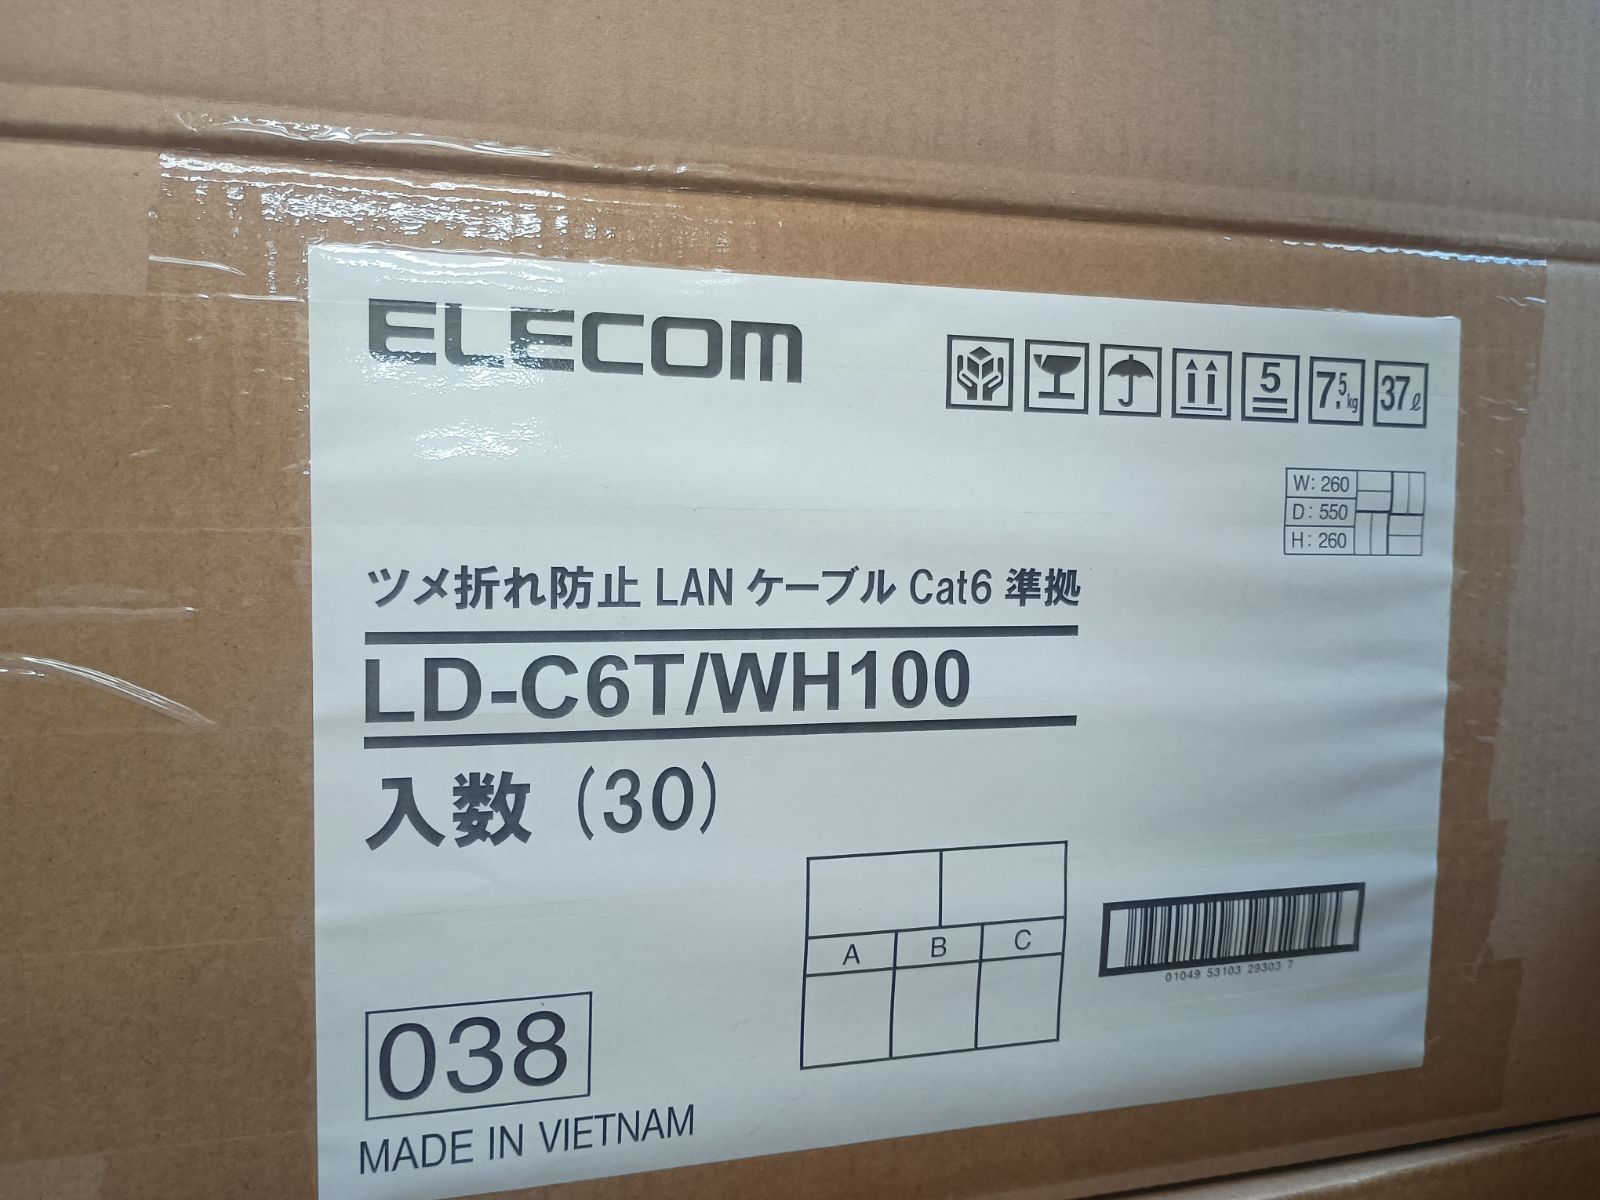 ELECOM
5
7.5kg
37ℓ
W: 260
D: 550
H: 260
ツメ折れ防止 LAN ケーブル Cat6 準拠
LD-C6T/WH100
入数 (30)
A B C
01049 53103 29303 7
038
MADE IN VIETNAM